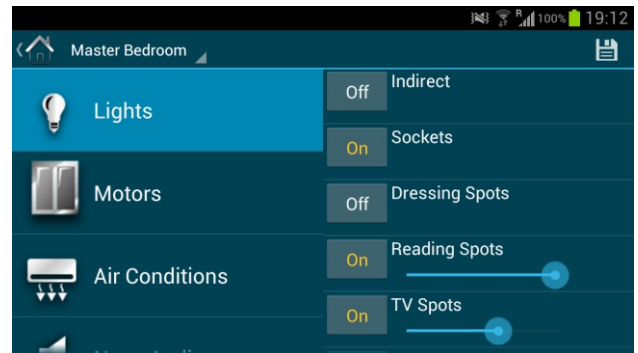 R 100% 19:12
Master Bedroom
Lights
Motors
Air Conditions
Off Indirect
On Sockets
Off Dressing Spots
On Reading Spots
On TV Spots